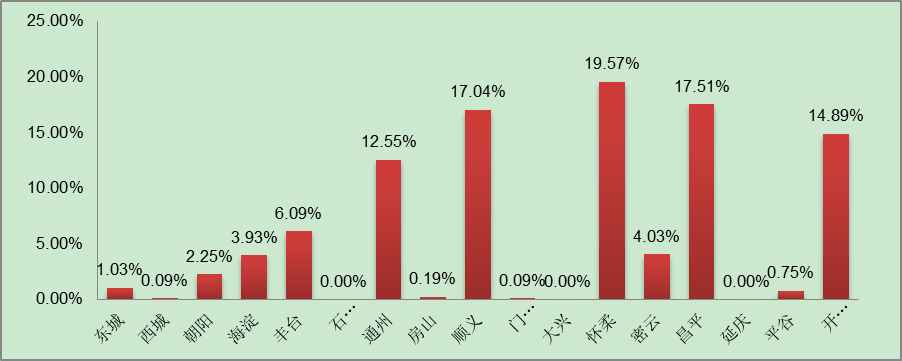 25.00%
20.00%
15.00%
10.00%
5.00%
0.00%
1.03%
0.09%
2.25%
3.93%
6.09%
0.00%
12.55%
0.19%
17.04%
0.09%
0.00%
19.57%
4.03%
17.51%
0.00%
0.75%
14.89%
东城
西城
朝阳
海淀
丰台
石…
通州
房山
顺义
门…
大兴
怀柔
密云
昌平
延庆
平谷
开…